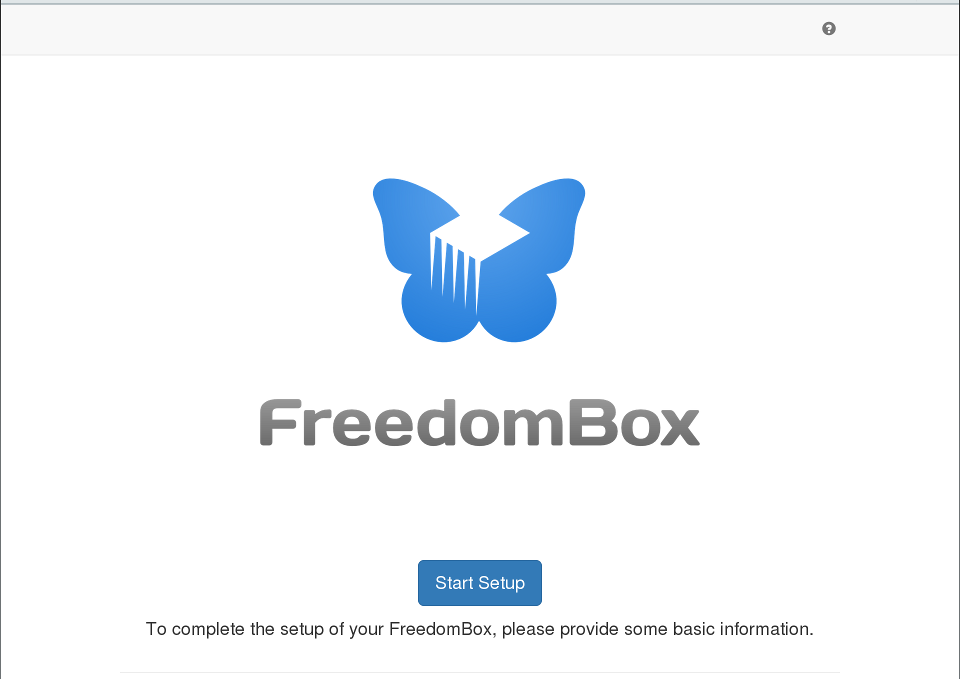 FreedomBox
Start Setup
To complete the setup of your FreedomBox, please provide some basic information.